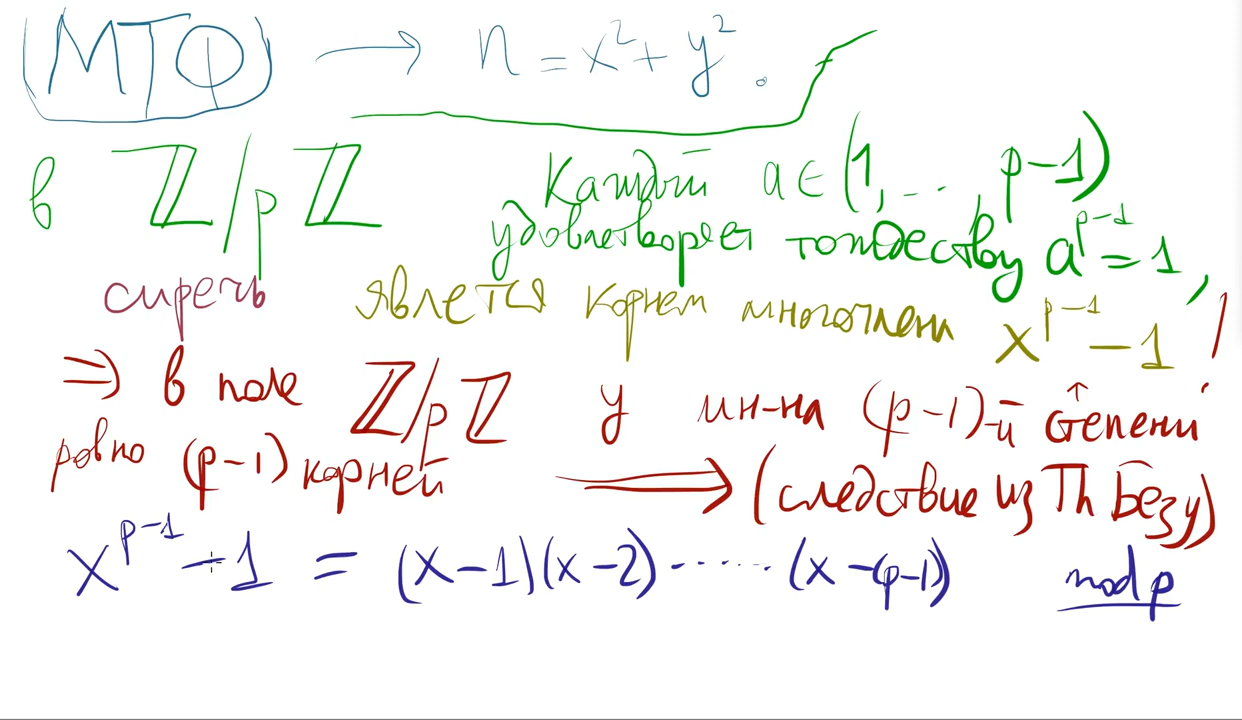 МТФ → n = x² + y².
в ℤ/pℤ Каждый a ∈ (1, ..., p-1)
удовлетворяет тождеству a^{p-1} = 1,
сиречь является корнем многочлена x^{p-1} - 1
⇒ в поле ℤ/pℤ у мн-на (p-1)-й степени
ровно (p-1) корней ⟹ (следствие из Th Безу)
x^{p-1} - 1 = (x-1)(x-2)......(x-(p-1)) mod p